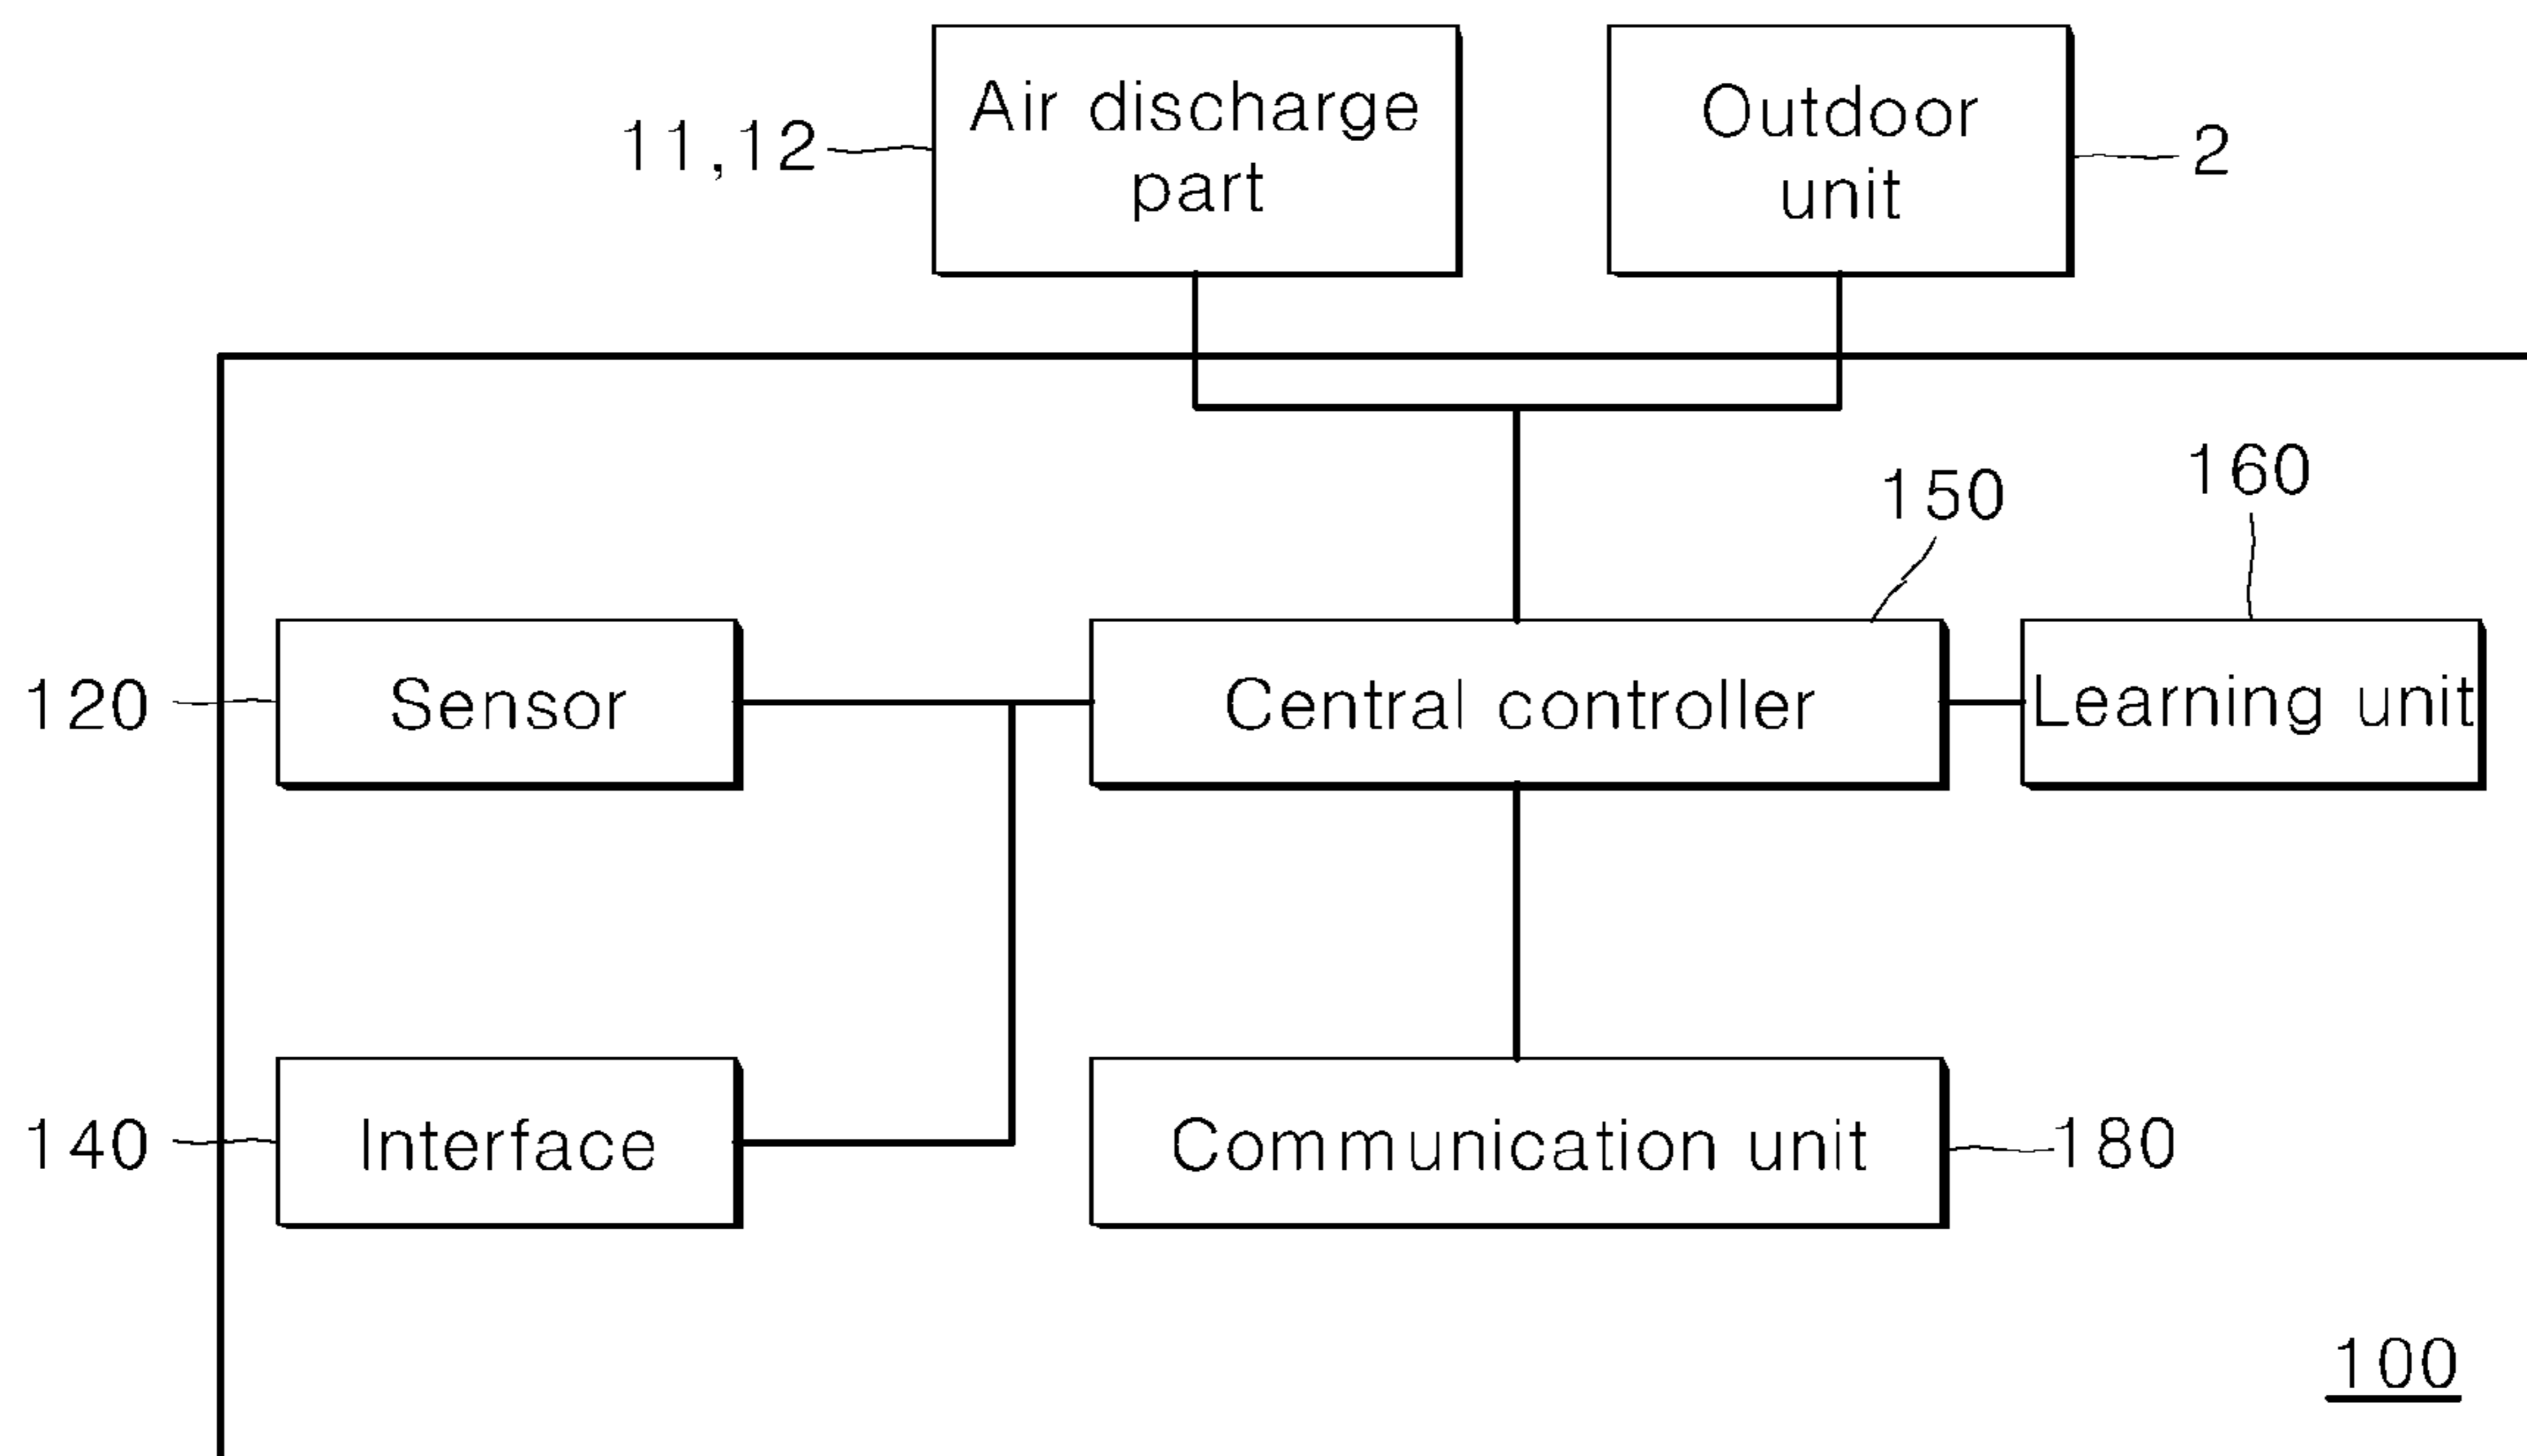 11,12
Air discharge
part
Outdoor
unit
2
150
160
120
Sensor
Central controller
Learning unit
140
Interface
Communication unit
180
100